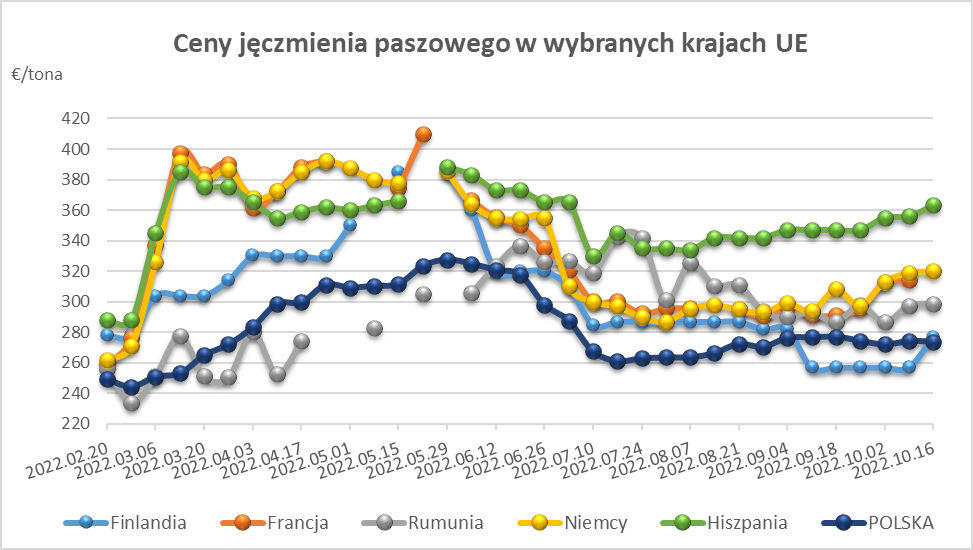 Ceny jęczmienia paszowego w wybranych krajach UE
€/tona
420
400
380
360
340
320
300
280
260
240
220
2022.02.20 2022.03.06 2022.03.20 2022.04.03 2022.04.17 2022.05.01 2022.05.15 2022.05.29 2022.06.12 2022.06.26 2022.07.10 2022.07.24 2022.08.07 2022.08.21 2022.09.04 2022.09.18 2022.10.02 2022.10.16
Finlandia Francja Rumunia Niemcy Hiszpania POLSKA